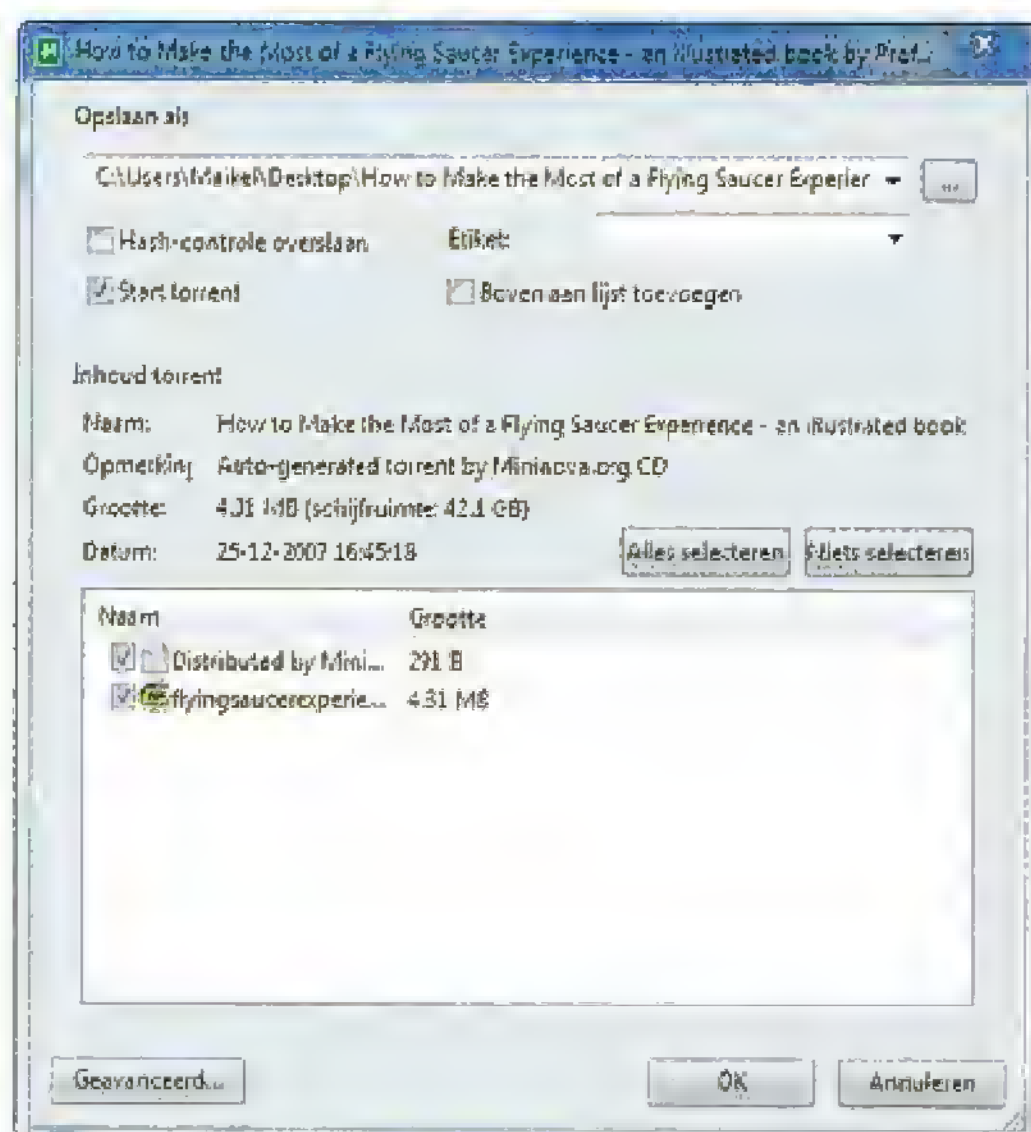 How to Make the Most of a Flying Saucer Experience - an illustrated book by Prof...
Opslaan als
C:\Users\Maikel\Desktop\How to Make the Most of a Flying Saucer Experier
...
Hash-controle overslaan
Etiket:
Start torrent
Boven aan lijst toevoegen
Inhoud torrent
Naam: How to Make the Most of a Flying Saucer Experience - an illustrated book
Opmerking Auto-generated torrent by Mininova.org CD
Grootte: 4.31 MB (schijfruimte: 42.1 GB)
Datum: 25-12-2007 16:45:18
Alles selecteren
Niets selecteren
Naam Grootte
Distributed by Mini... 291 B
flyingsaucerexperie... 4.31 MB
Geavanceerd...
OK
Annuleren